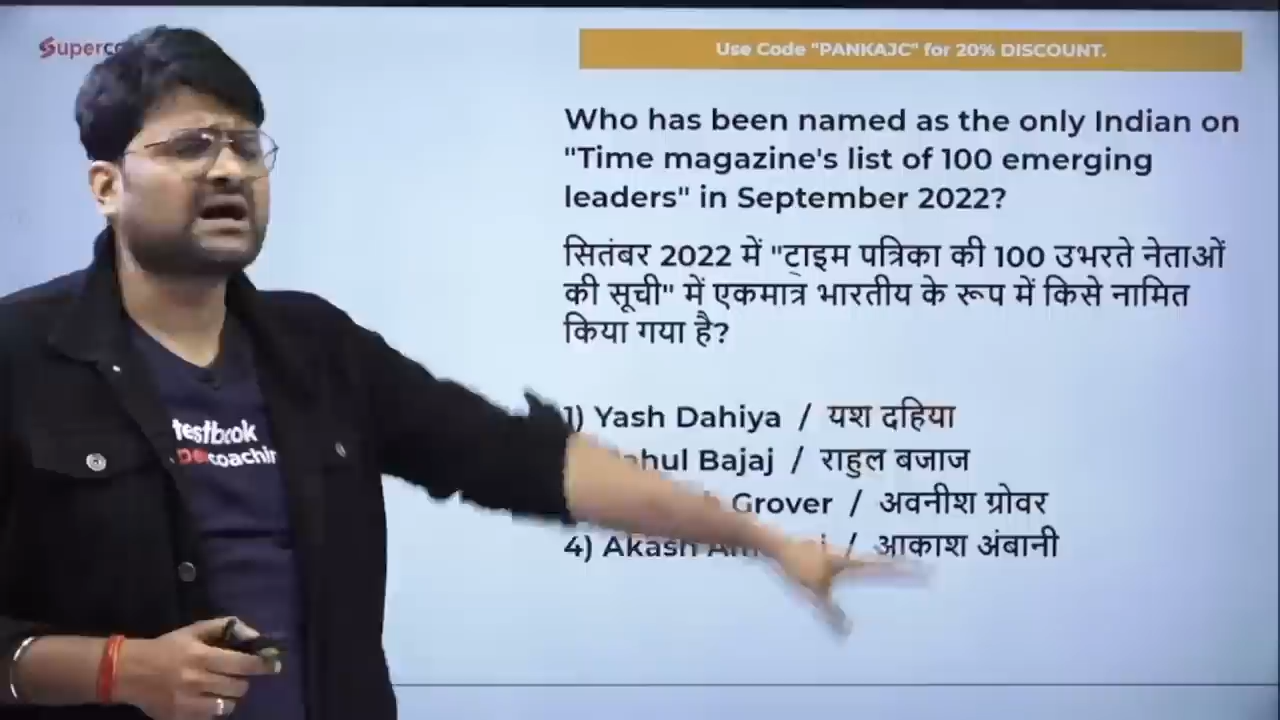 Use Code "PANKAJC" for 20% DISCOUNT.
Who has been named as the only Indian on
"Time magazine's list of 100 emerging
leaders" in September 2022?
सितंबर 2022 में "टाइम पत्रिका की 100 उभरते नेताओं
की सूची" में एकमात्र भारतीय के रूप में किसे नामित
किया गया है?
1) Yash Dahiya / यश दहिया
Bajaj / राहुल बजाज
Grover / अवनीश ग्रोवर
4) Akash / आकाश अंबानी
testbook
coachin